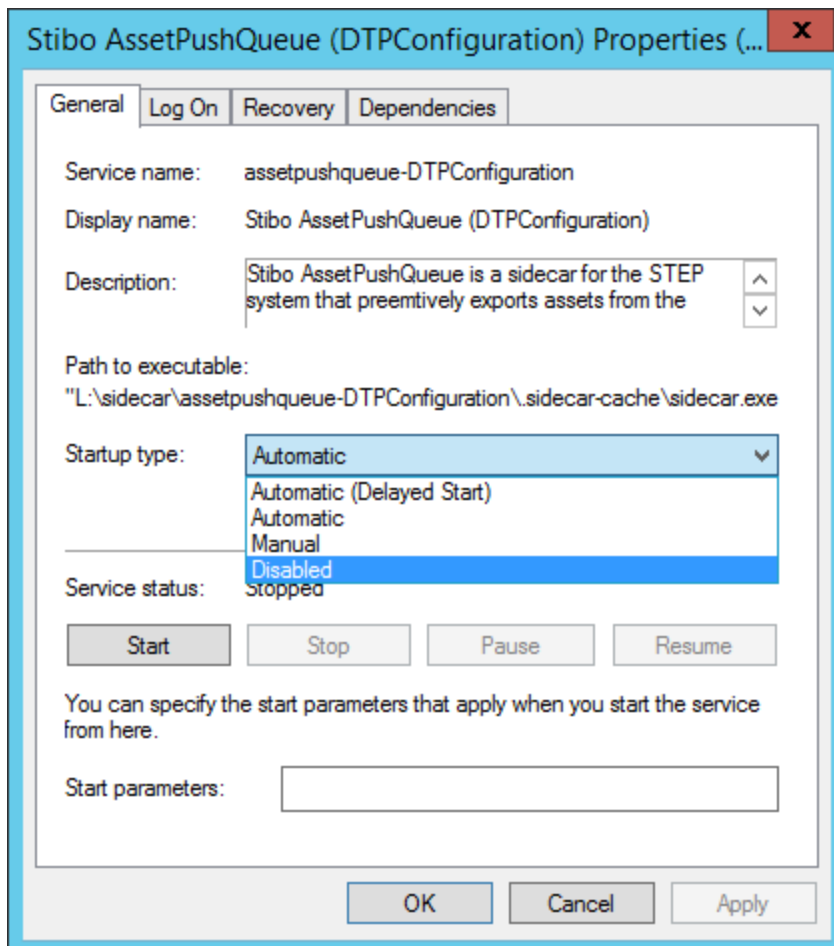 Stibo AssetPushQueue (DTPConfiguration) Properties (... x
General Log On Recovery Dependencies
Service name: assetpushqueue-DTPConfiguration
Display name: Stibo AssetPushQueue (DTPConfiguration)
Description: Stibo AssetPushQueue is a sidecar for the STEP
system that preemtively exports assets from the
Path to executable:
"L:\sidecar\assetpushqueue-DTPConfiguration\.sidecar-cache\sidecar.exe
Startup type: Automatic
Automatic (Delayed Start)
Automatic
Manual
Disabled
Service status: Stopped
Start Stop Pause Resume
You can specify the start parameters that apply when you start the service
from here.
Start parameters:
OK Cancel Apply